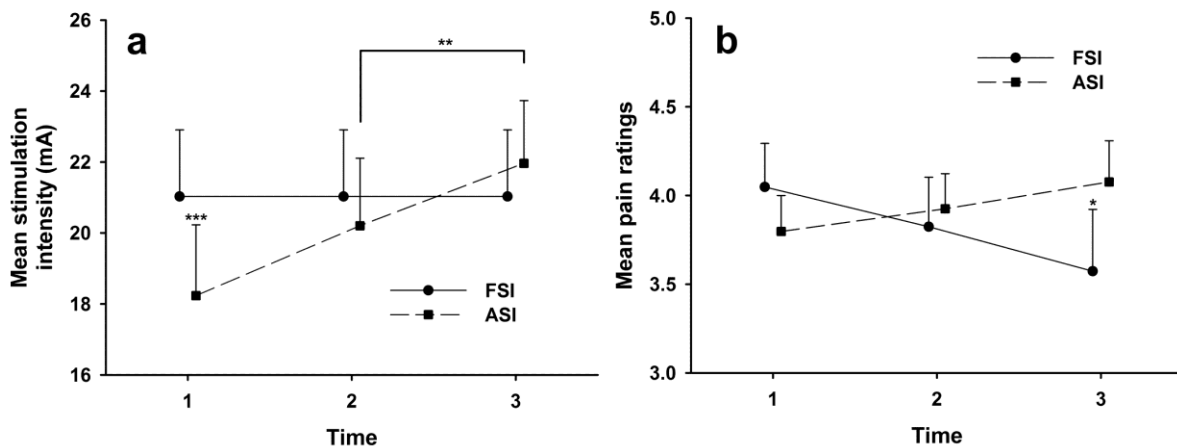 a
26
24
22
20
18
16
Mean stimulation
intensity (mA)
**
***
FSI
ASI
1 2 3
Time
b
5.0
4.5
4.0
3.5
3.0
Mean pain ratings
FSI
ASI
*
1 2 3
Time